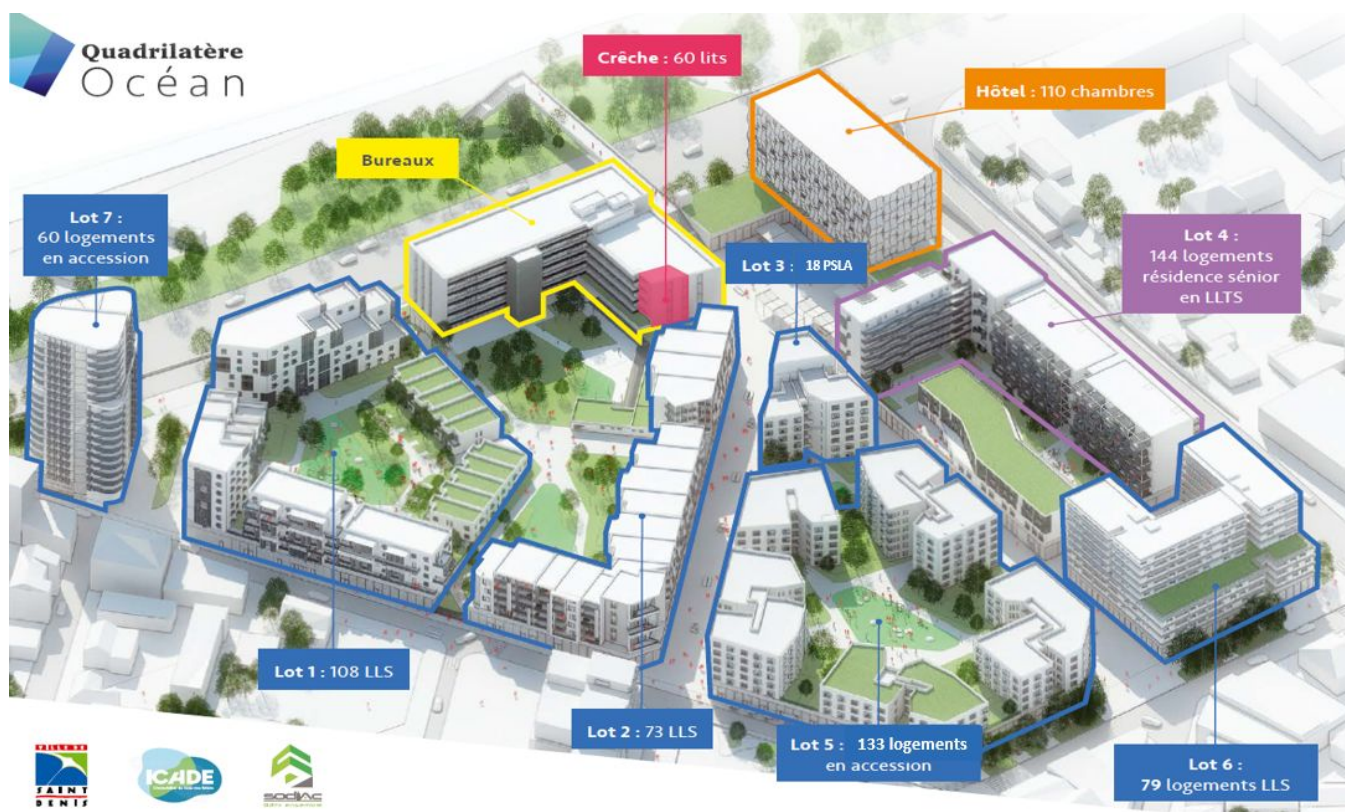 Quadrilatère
Océan
Crêche : 60 lits
Hôtel : 110 chambres
Bureaux
Lot 7 :
60 logements
en accession
Lot 3 : 18 PSLA
Lot 4 :
144 logements
résidence sénior
en LLTS
Lot 1 : 108 LLS
Lot 2 : 73 LLS
Lot 5 : 133 logements
en accession
Lot 6 :
79 logements LLS
VILLE DE
SAINT
DENIS
ICADE
SODIAC